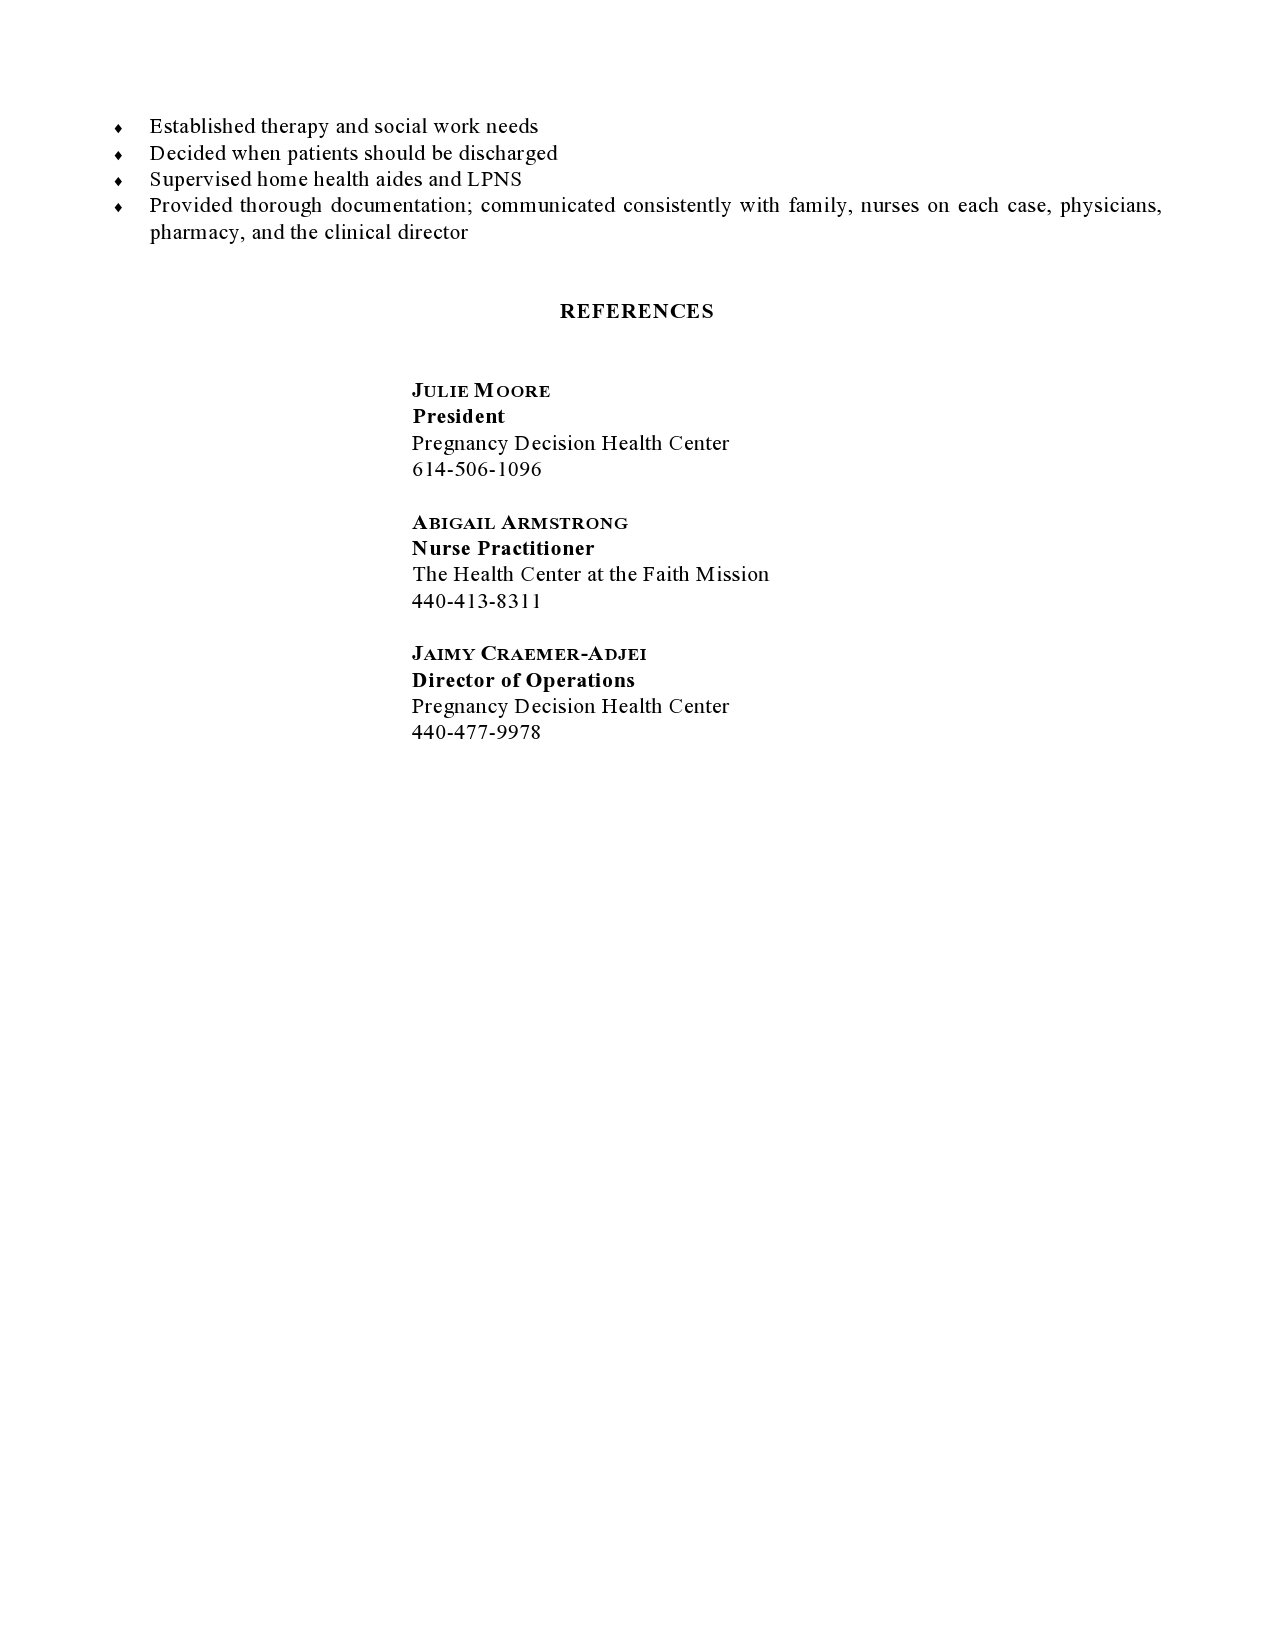 ♦ Established therapy and social work needs
♦ Decided when patients should be discharged
♦ Supervised home health aides and LPNS
♦ Provided thorough documentation; communicated consistently with family, nurses on each case, physicians,
pharmacy, and the clinical director
REFERENCES
JULIE MOORE
President
Pregnancy Decision Health Center
614-506-1096
ABIGAIL ARMSTRONG
Nurse Practitioner
The Health Center at the Faith Mission
440-413-8311
JAIMY CRAEMER-ADJEI
Director of Operations
Pregnancy Decision Health Center
440-477-9978